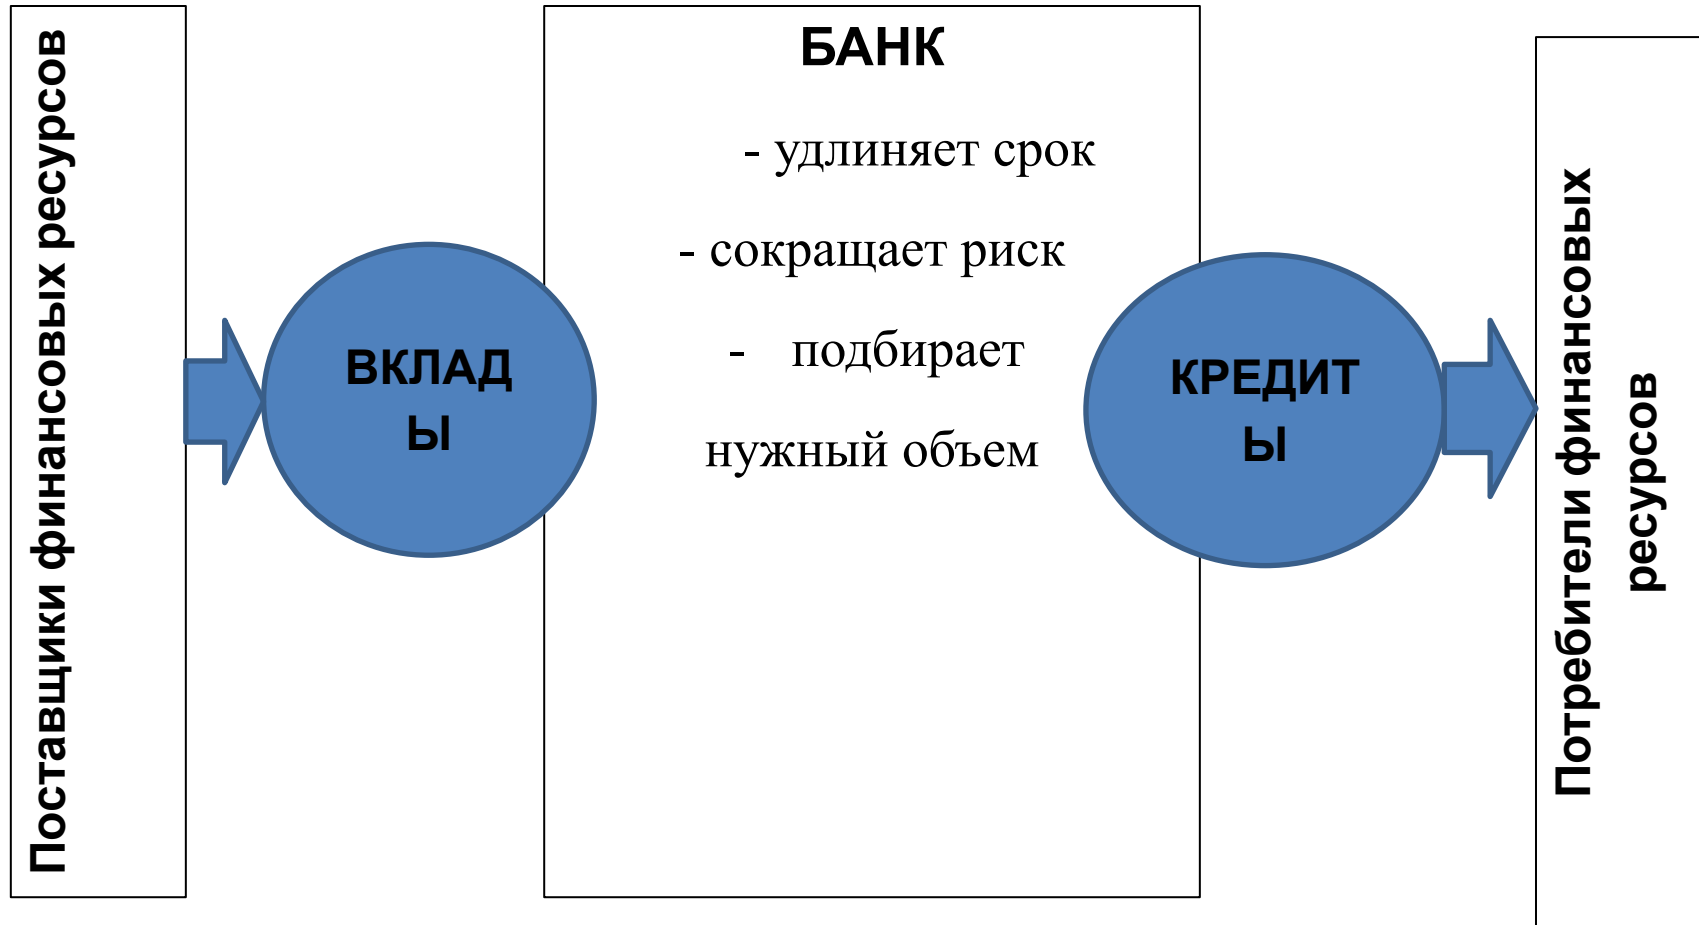 Поставщики финансовых ресурсов
ВКЛАД
Ы
БАНК
- удлиняет срок
- сокращает риск
- подбирает
нужный объем
КРЕДИТ
Ы
Потребители финансовых
ресурсов